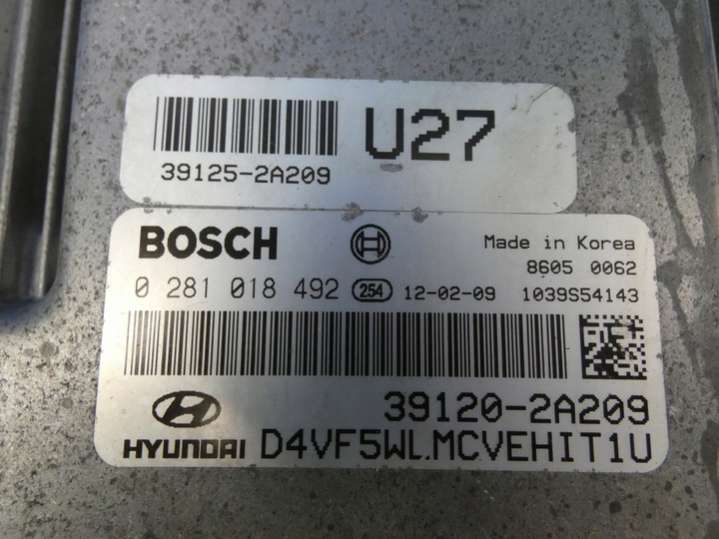 U27
39125-2A209
BOSCH
Made in Korea
8605 0062
0 281 018 492 254 12-02-09 1039S54143
39120-2A209
HYUNDAI D4VF5WL.MCVEHIT1U